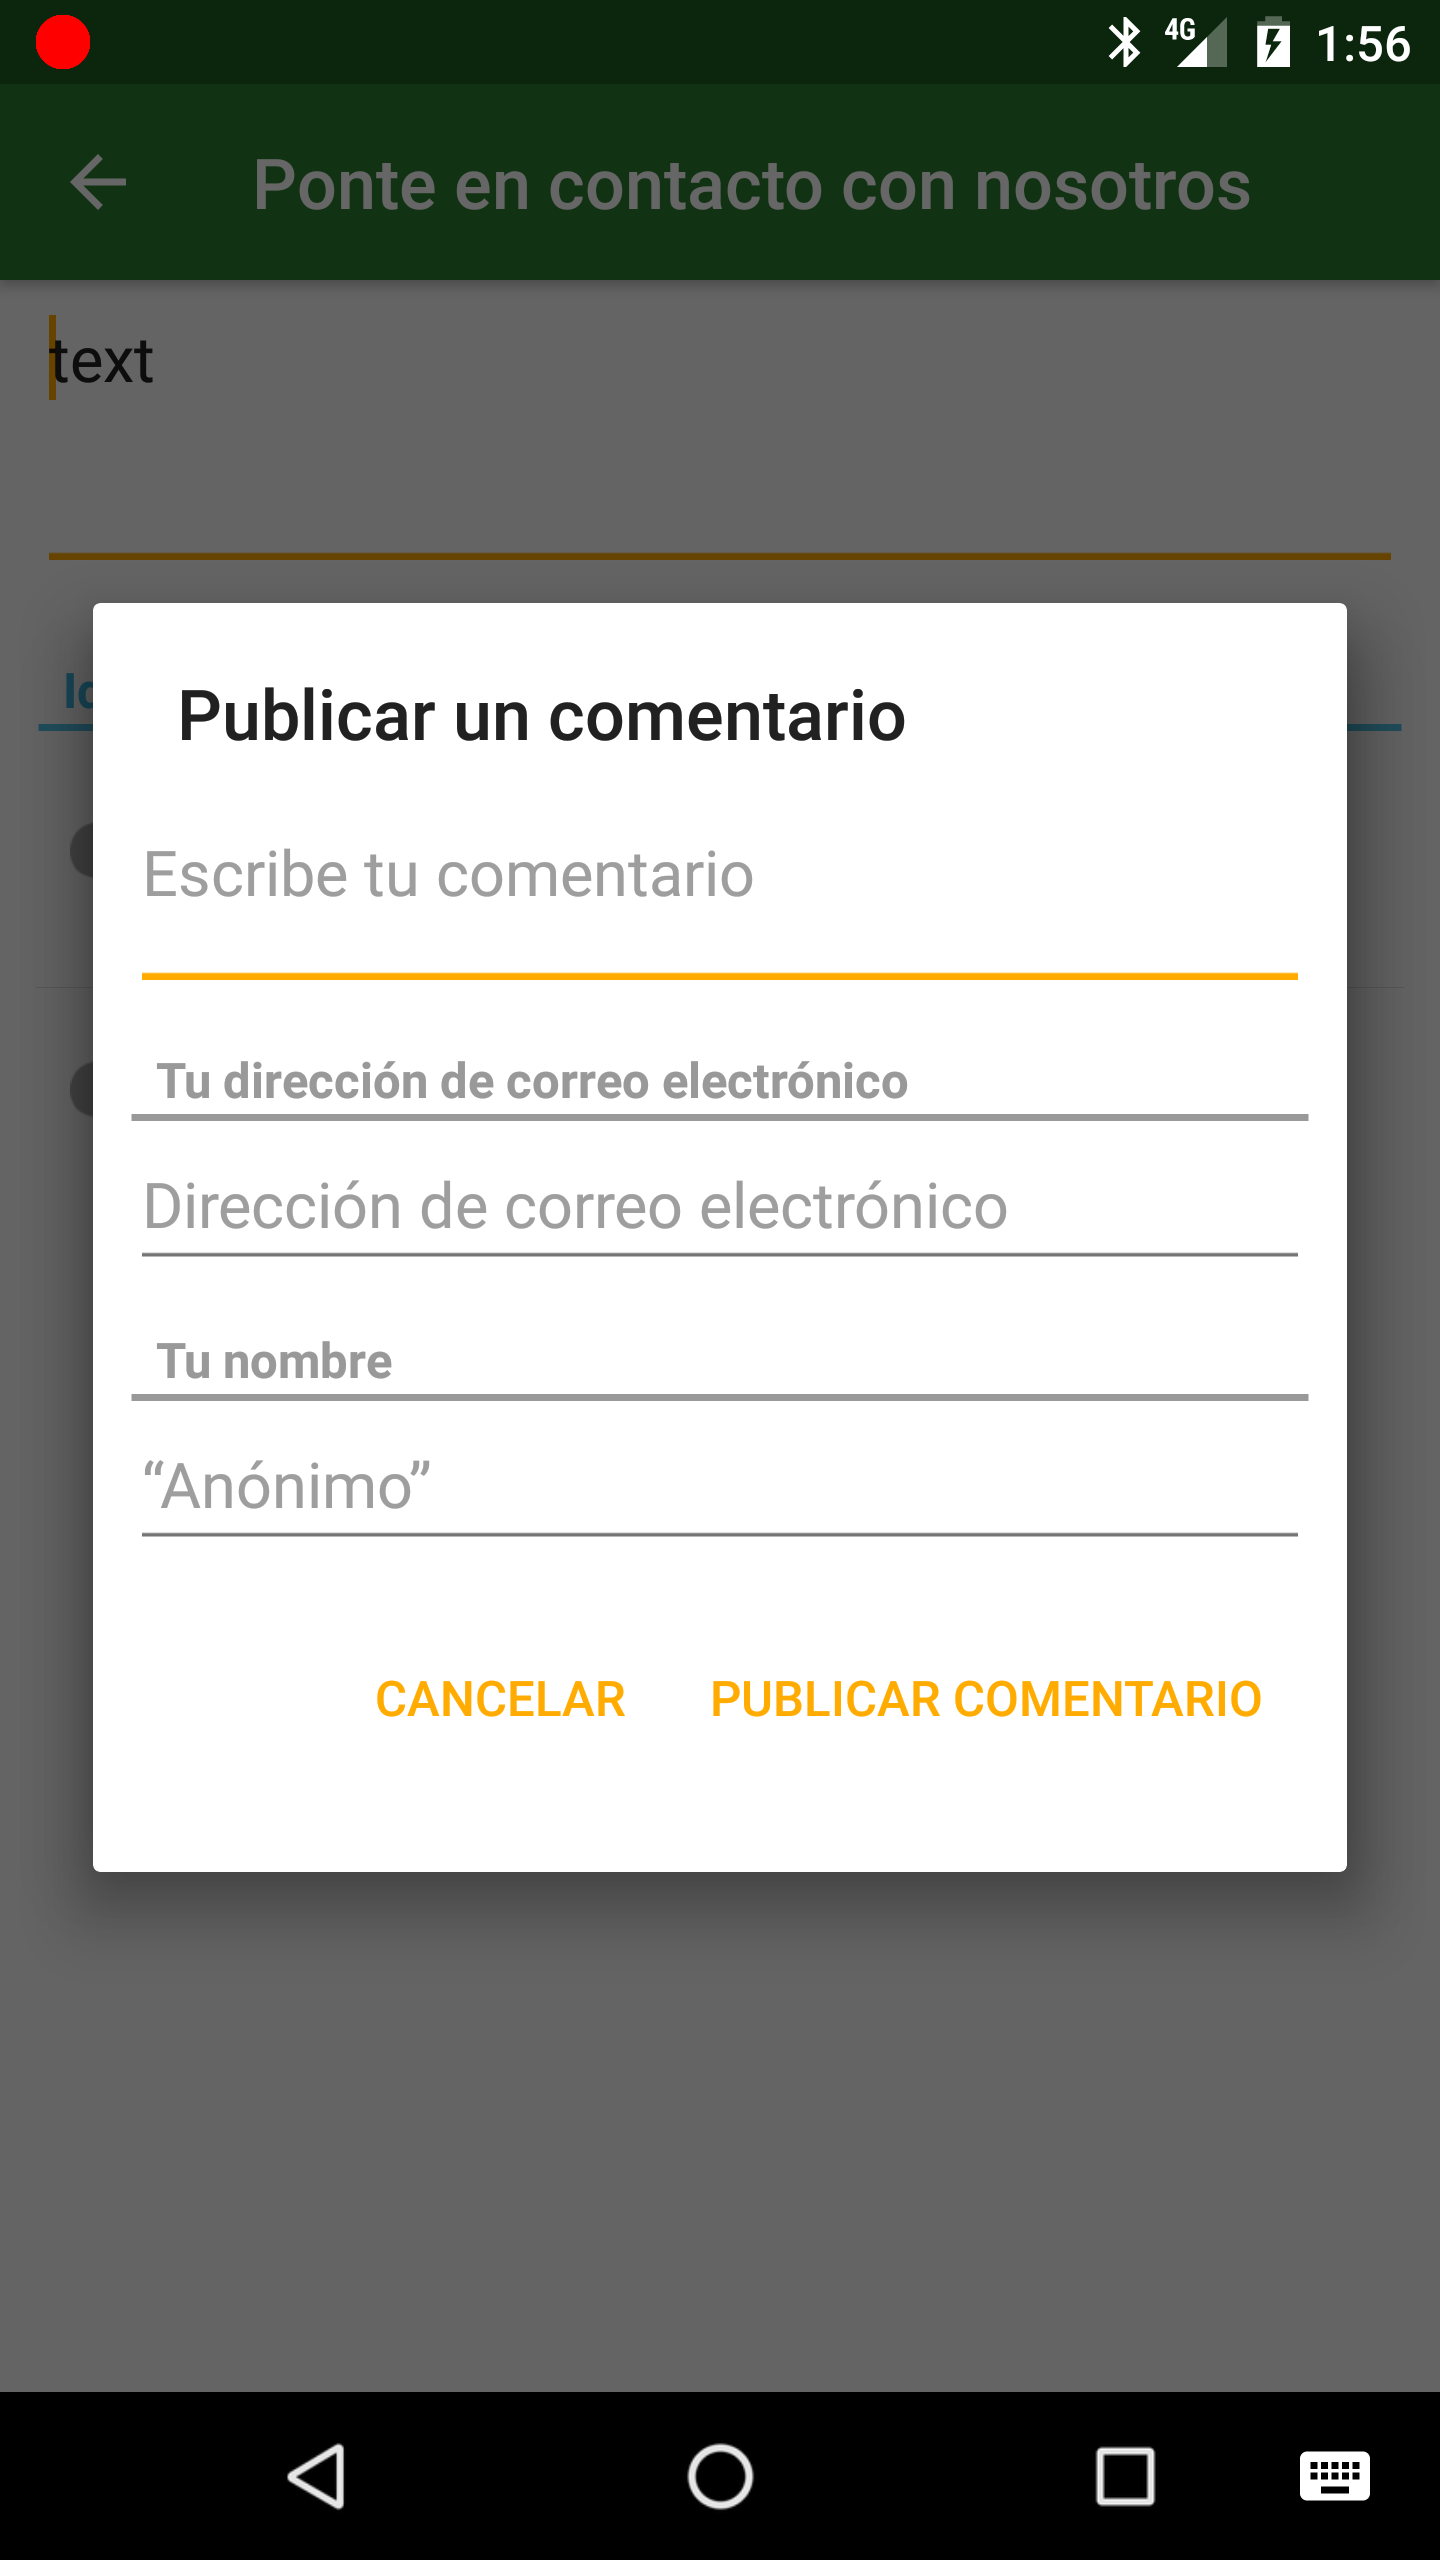 4G 1:56
Ponte en contacto con nosotros
text
Publicar un comentario
Escribe tu comentario
Tu dirección de correo electrónico
Dirección de correo electrónico
Tu nombre
“Anónimo”
CANCELAR PUBLICAR COMENTARIO